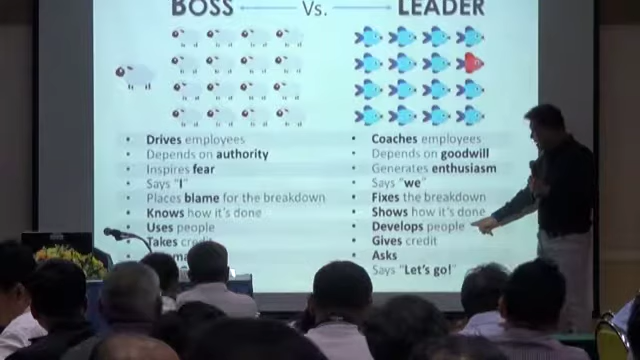 BOSS Vs. LEADER
• Drives employees
• Depends on authority
• Inspires fear
• Says "I"
• Places blame for the breakdown
• Knows how it's done
• Uses people
• Takes
• Coaches employees
• Depends on goodwill
• Generates enthusiasm
• Says "we"
• Fixes the breakdown
• Shows how it's done
• Develops people
• Gives credit
• Asks
Says "Let's go!"